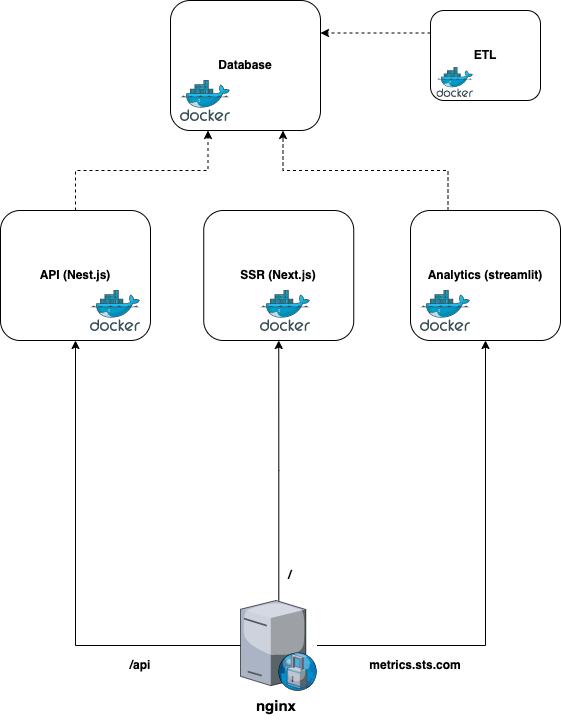 Database
docker
ETL
docker
API (Nest.js)
docker
SSR (Next.js)
docker
Analytics (streamlit)
docker
/
/api
metrics.sts.com
nginx